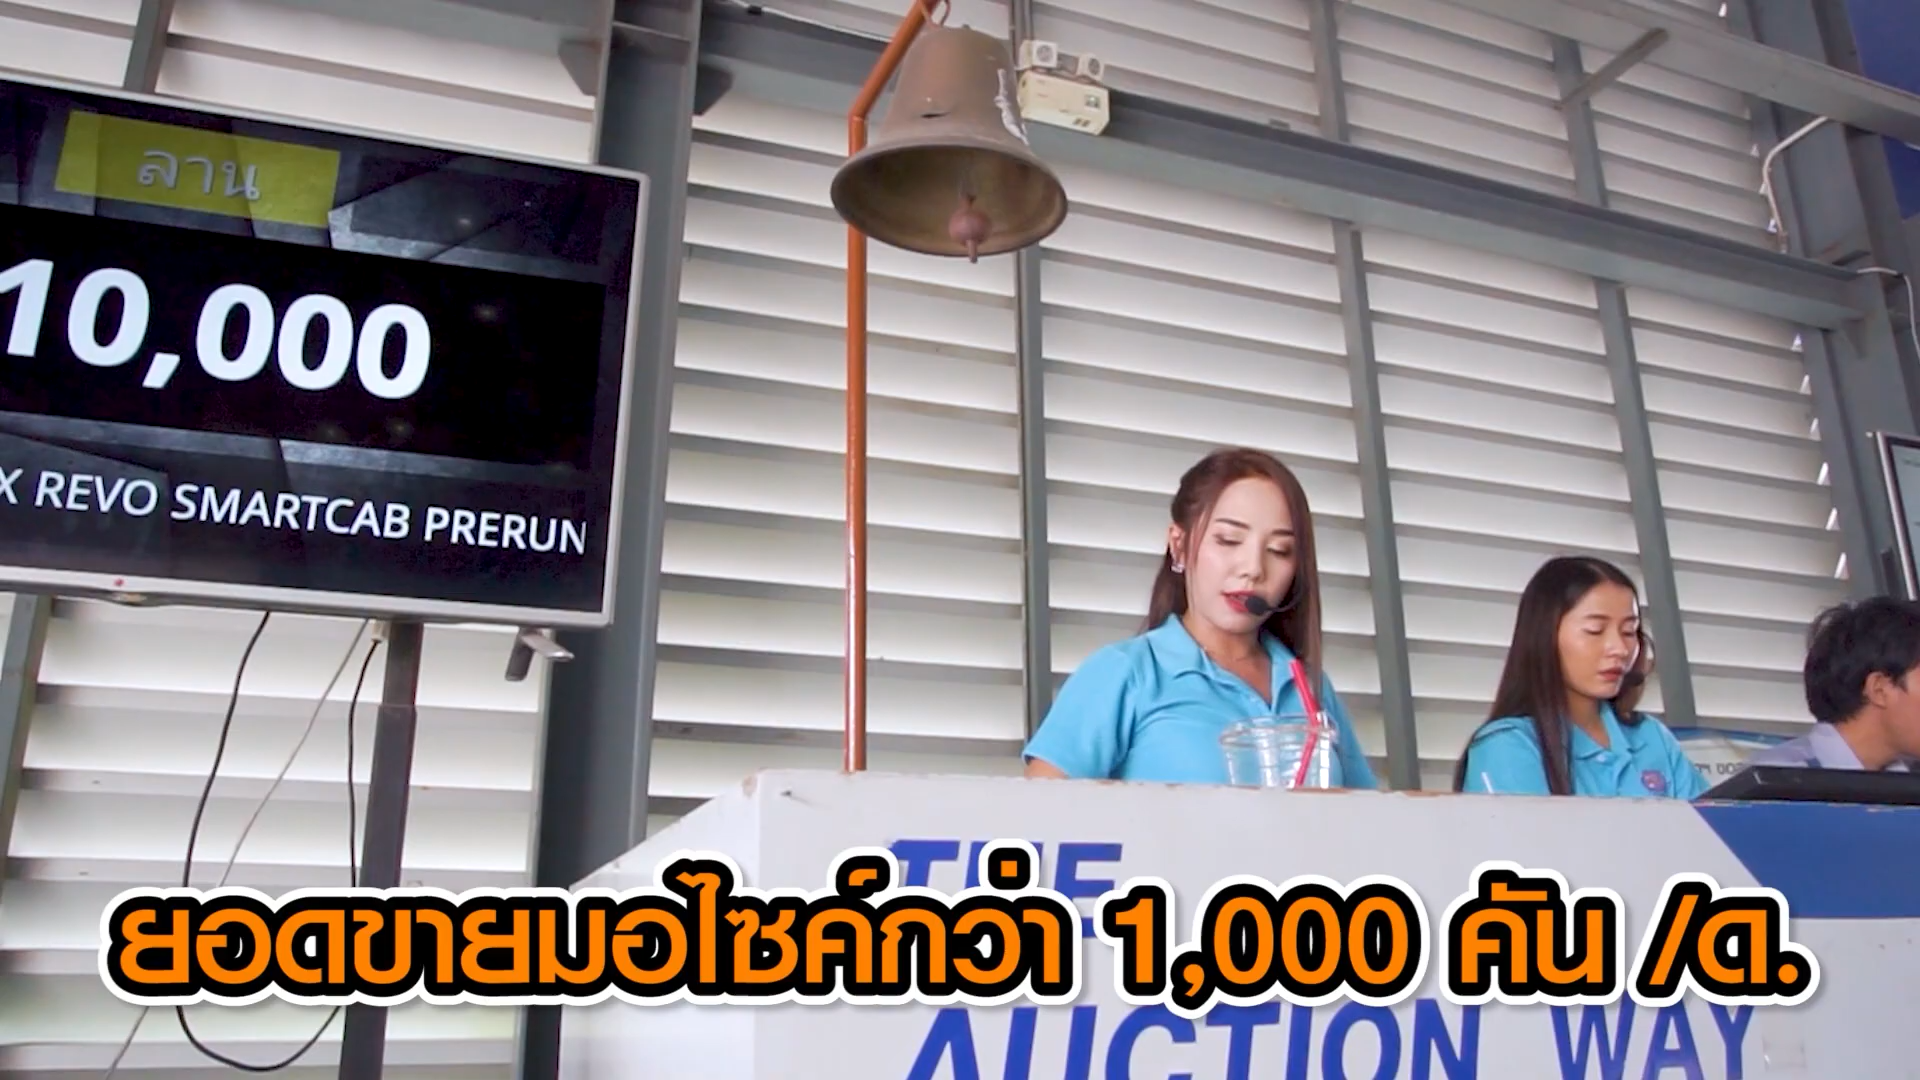 ลาน
10,000
X REVO SMARTCAB PRERUN
THE
AUCTION WAY
ยอดขายมอไซค์กว่า 1,000 คัน /ด.